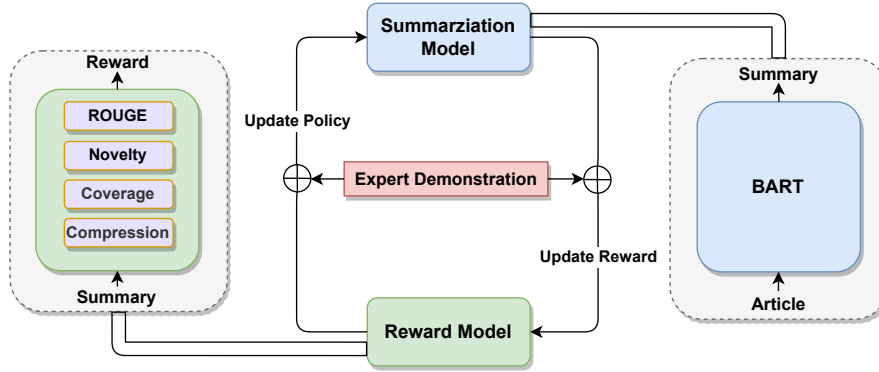 Reward
ROUGE
Novelty
Coverage
Compression
Summary
Summarziation
Model
Update Policy
Expert Demonstration
Update Reward
Reward Model
Summary
BART
Article